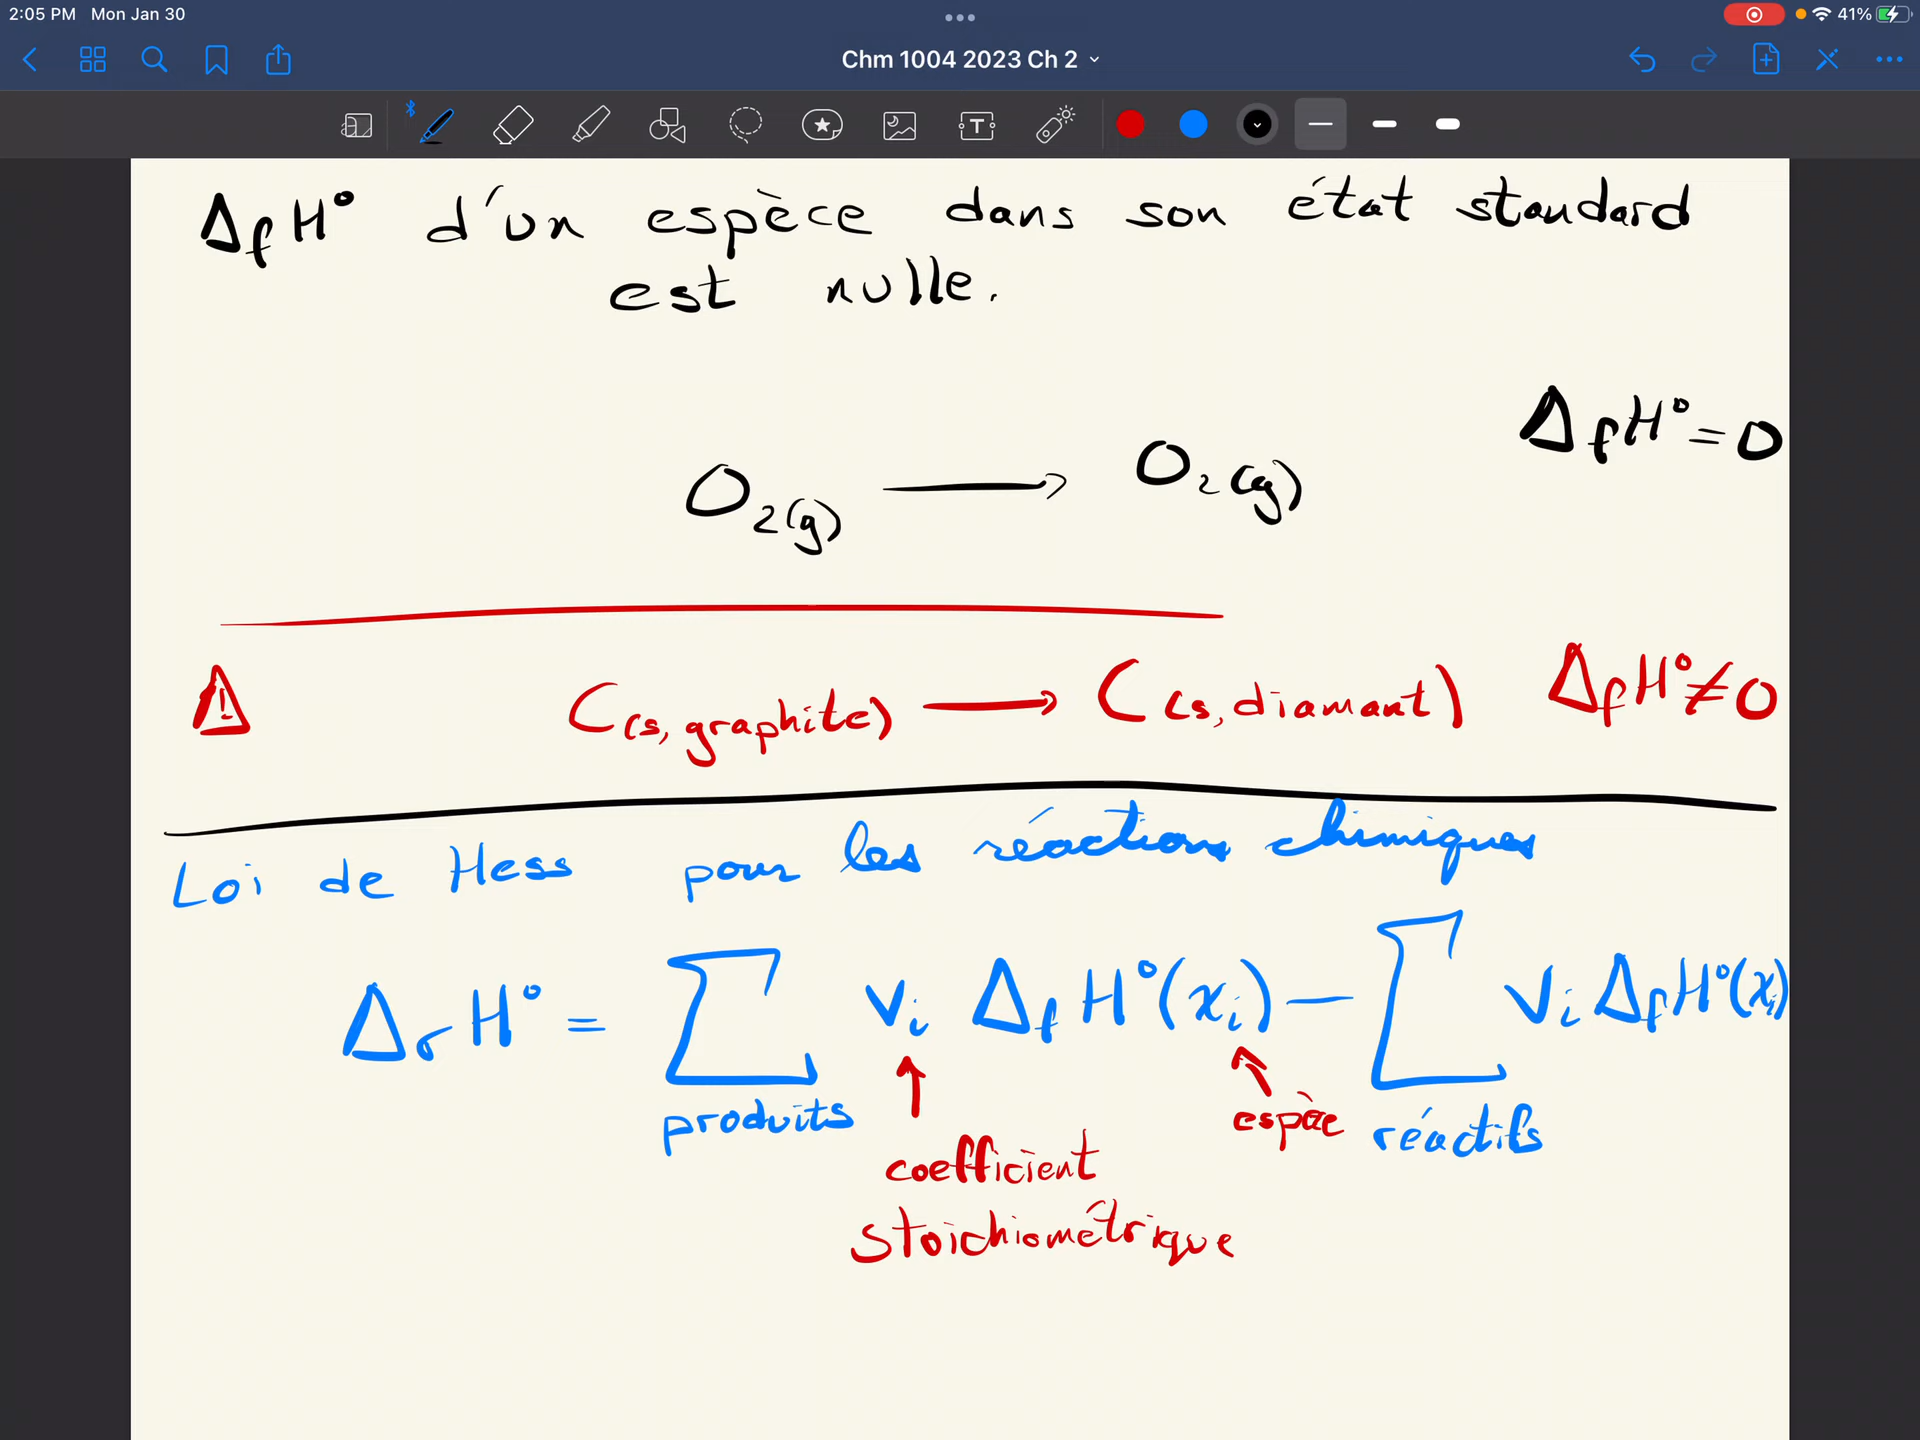 2:05 PM Mon Jan 30
41%
Chm 1004 2023 Ch 2
ΔfH° d'un espèce dans son état standard
est nulle.
ΔfH° = 0
O2(g) → O2(g)
⚠ C(s, graphite) → C(s, diamant) ΔfH° ≠ 0
Loi de Hess pour les réactions chimiques
ΔrH° = Σ νi ΔfH°(xi) − Σ νi ΔfH°(xi)
produits espèce réactifs
coefficient
stoichiométrique